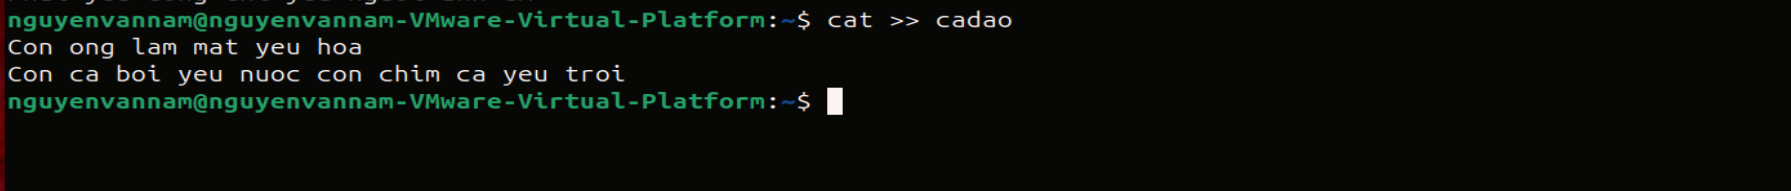 nguyenvannam@nguyenvannam-VMware-Virtual-Platform:~$ cat >> cadao
Con ong lam mat yeu hoa
Con ca boi yeu nuoc con chim ca yeu troi
nguyenvannam@nguyenvannam-VMware-Virtual-Platform:~$